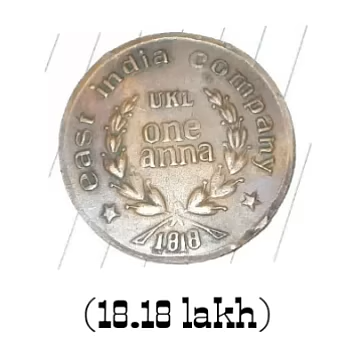 east india company
UKL
one
anna
1818
(18.18 lakh)